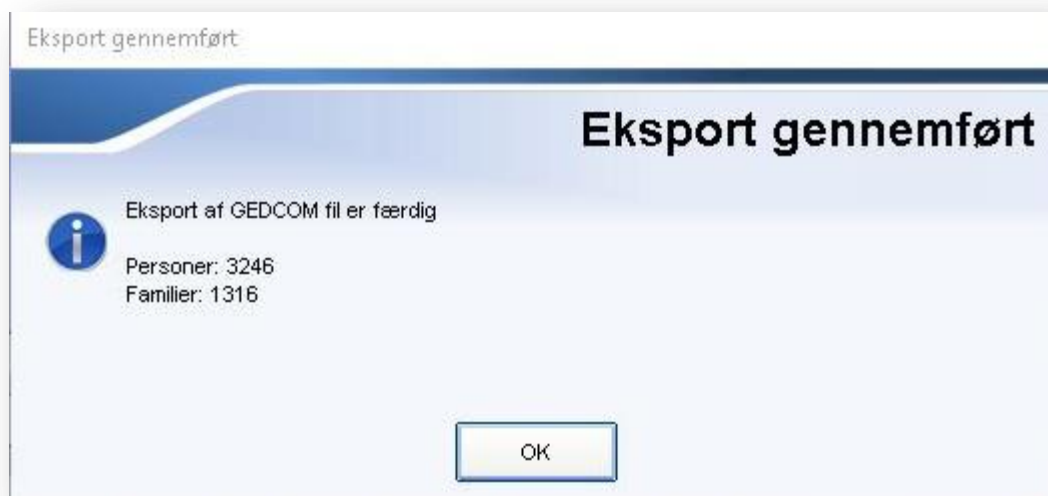 Eksport gennemført
Eksport gennemført
Eksport af GEDCOM fil er færdig
Personer: 3246
Familier: 1316
OK